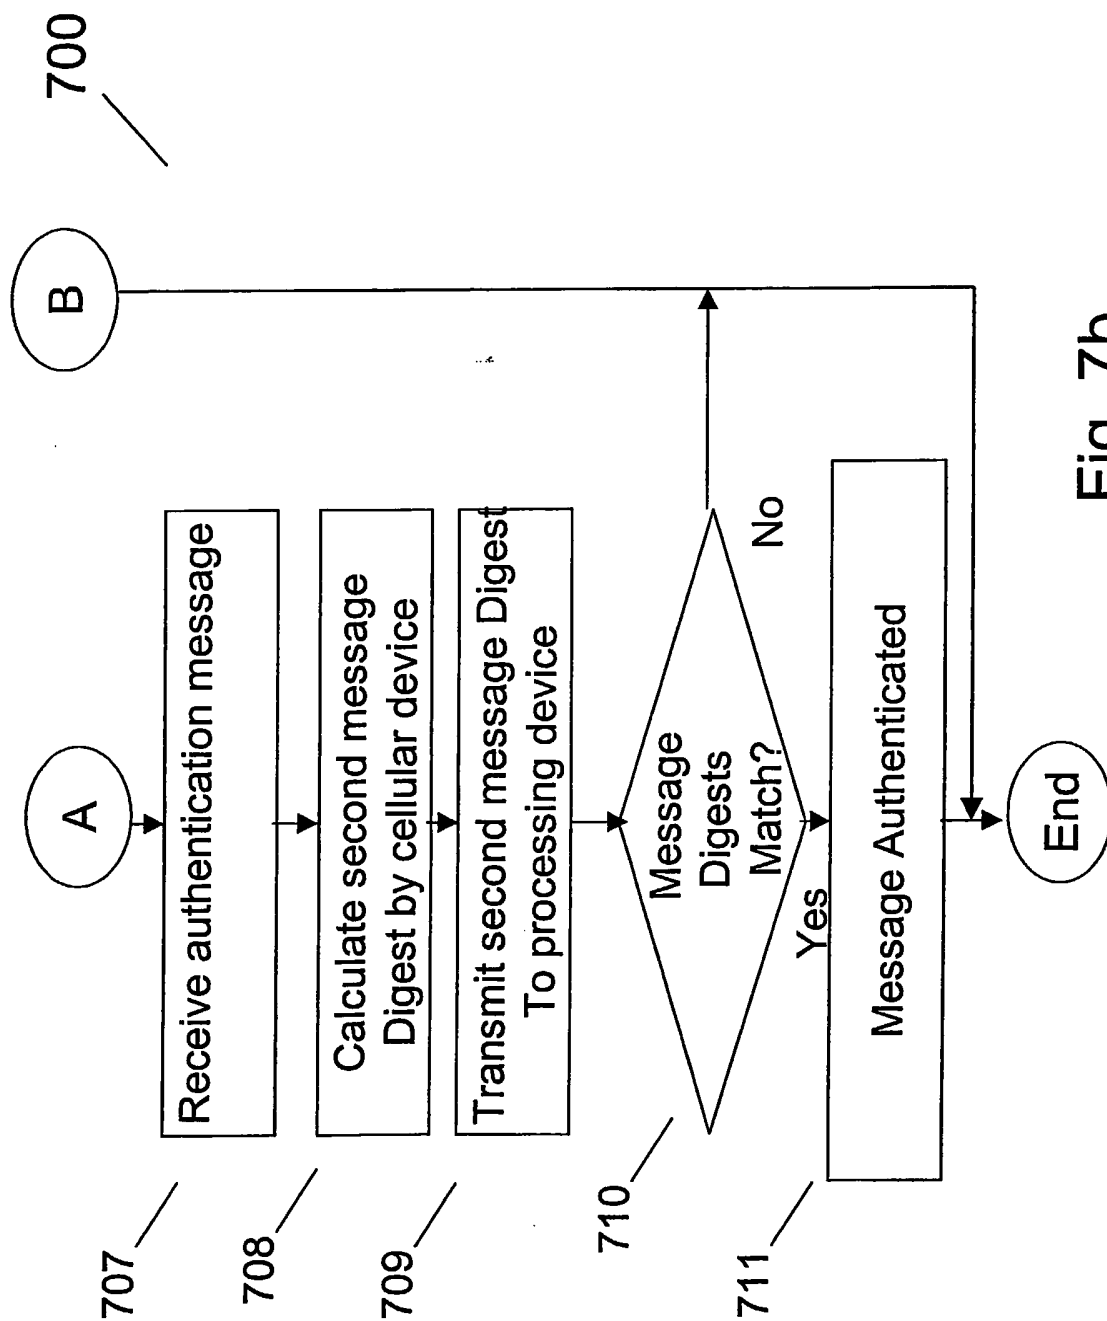 700
A
B
707
Receive authentication message
708
Calculate second message
Digest by cellular device
709
Transmit second message Digest
To processing device
710
Message
Digests
Match?
No
Yes
711
Message Authenticated
End
Fig. 7b